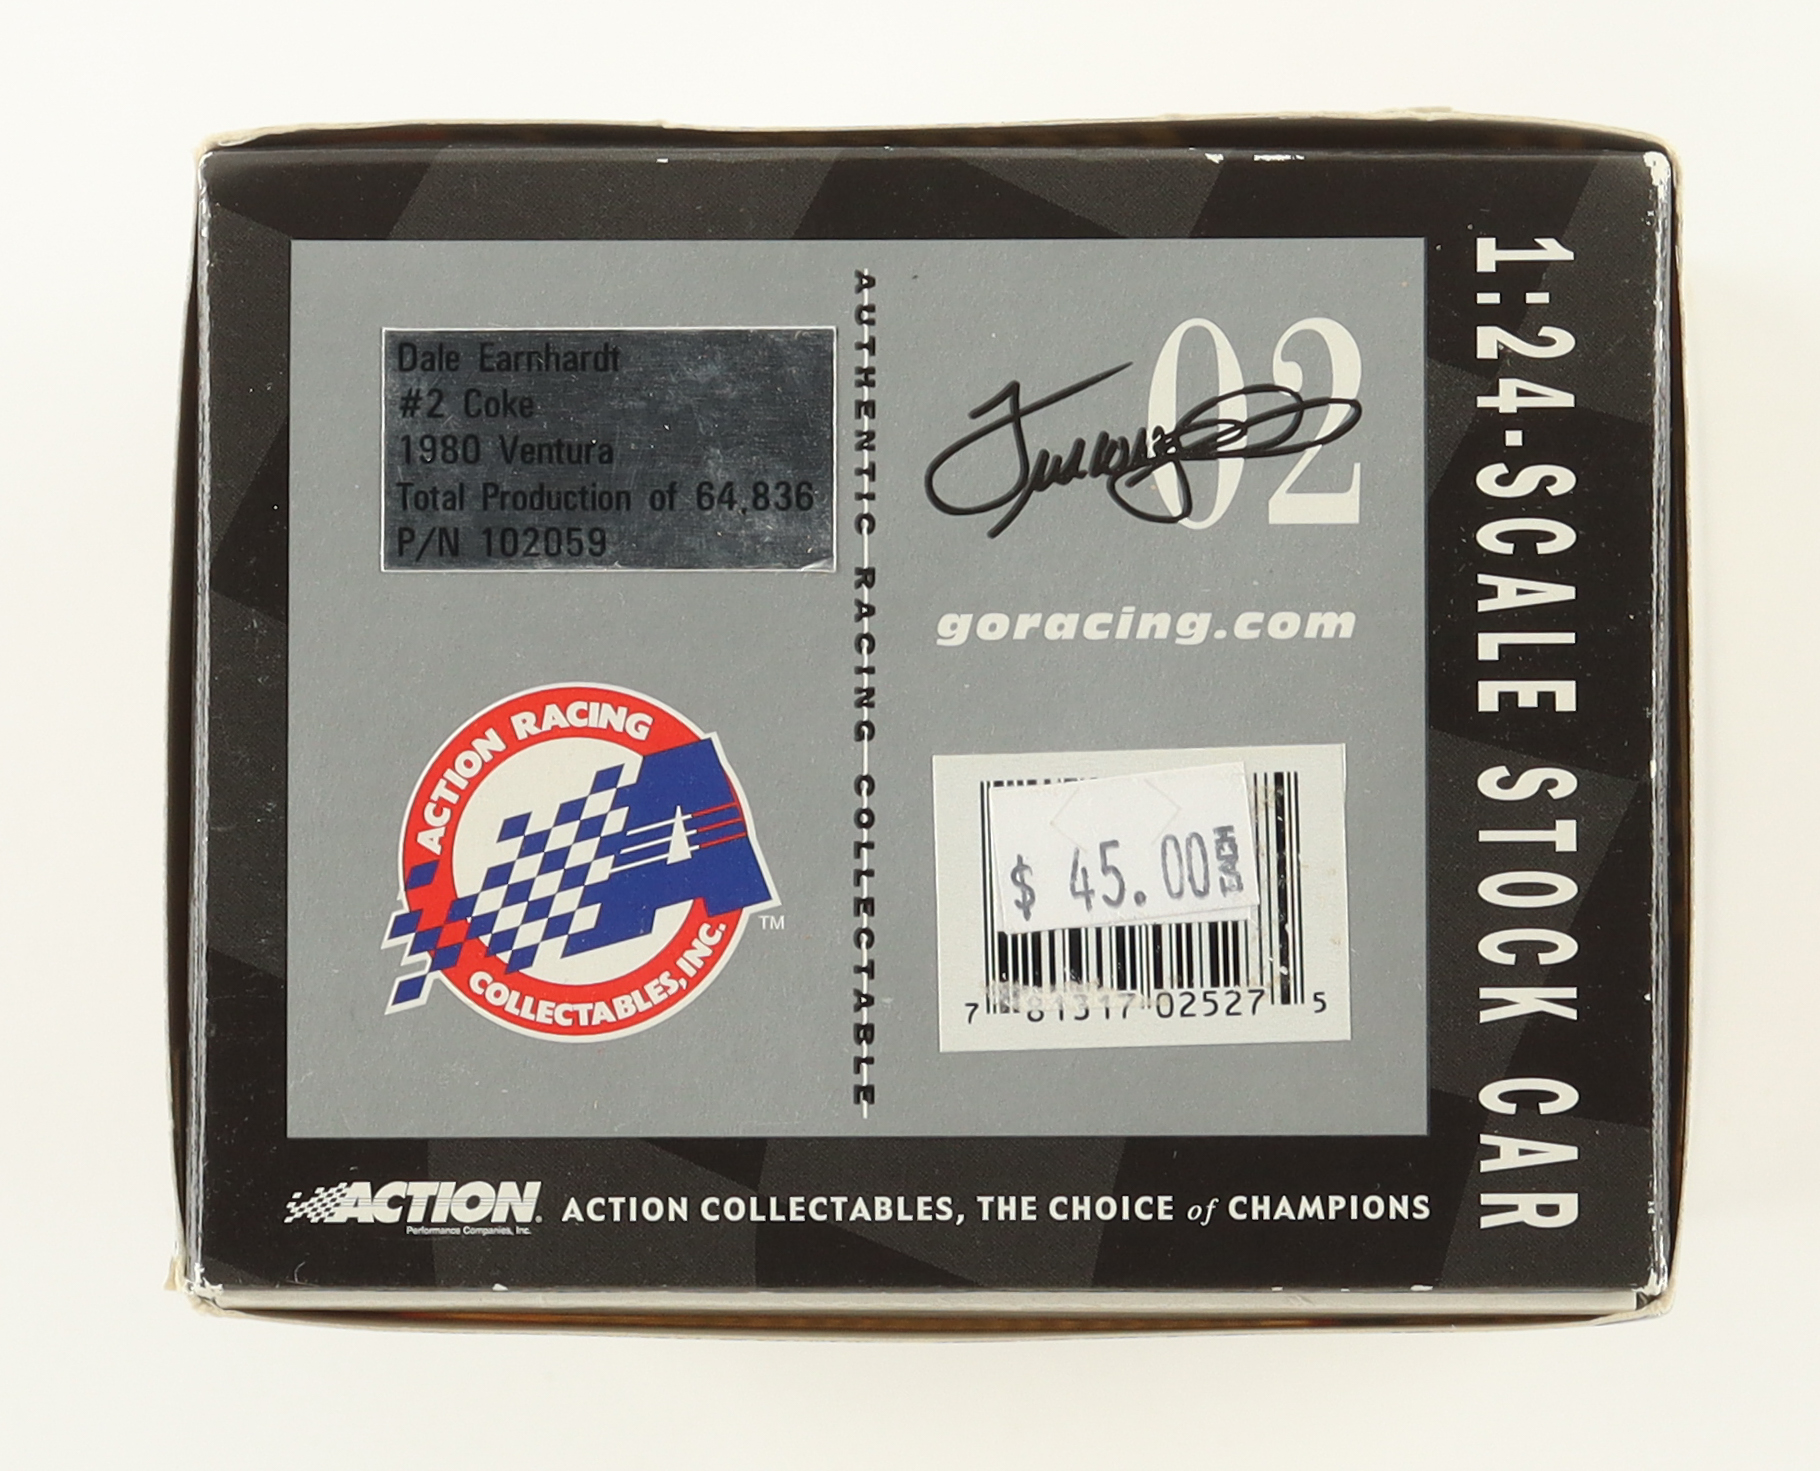 Dale Earnhardt
#2 Coke
1980 Ventura
Total Production of 64,836
P/N 102059
AUTHENTIC RACING COLLECTABLE
02
goracing.com
ACTION RACING
COLLECTABLES, INC.
TM
$ 45.00
7 81317 02527 5
1:24-SCALE STOCK CAR
ACTION®
Performance Companies, Inc.
ACTION COLLECTABLES, THE CHOICE of CHAMPIONS